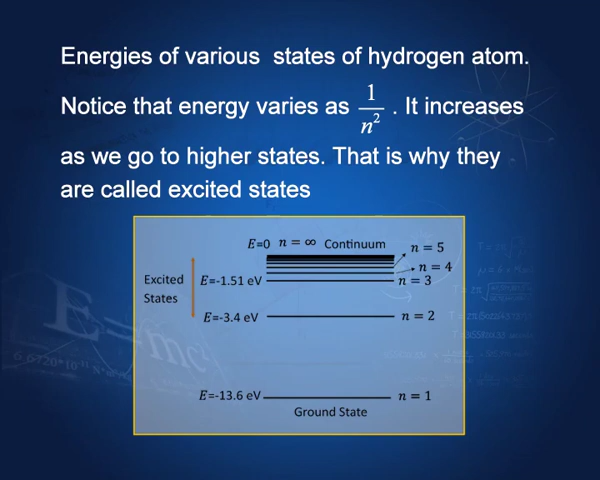 Energies of various states of hydrogen atom.
Notice that energy varies as 1/n². It increases
as we go to higher states. That is why they
are called excited states
E=0 n = ∞ Continuum
n = 5
n = 4
Excited States
E=-1.51 eV
n = 3
E=-3.4 eV
n = 2
E=-13.6 eV
n = 1
Ground State
E=mc²